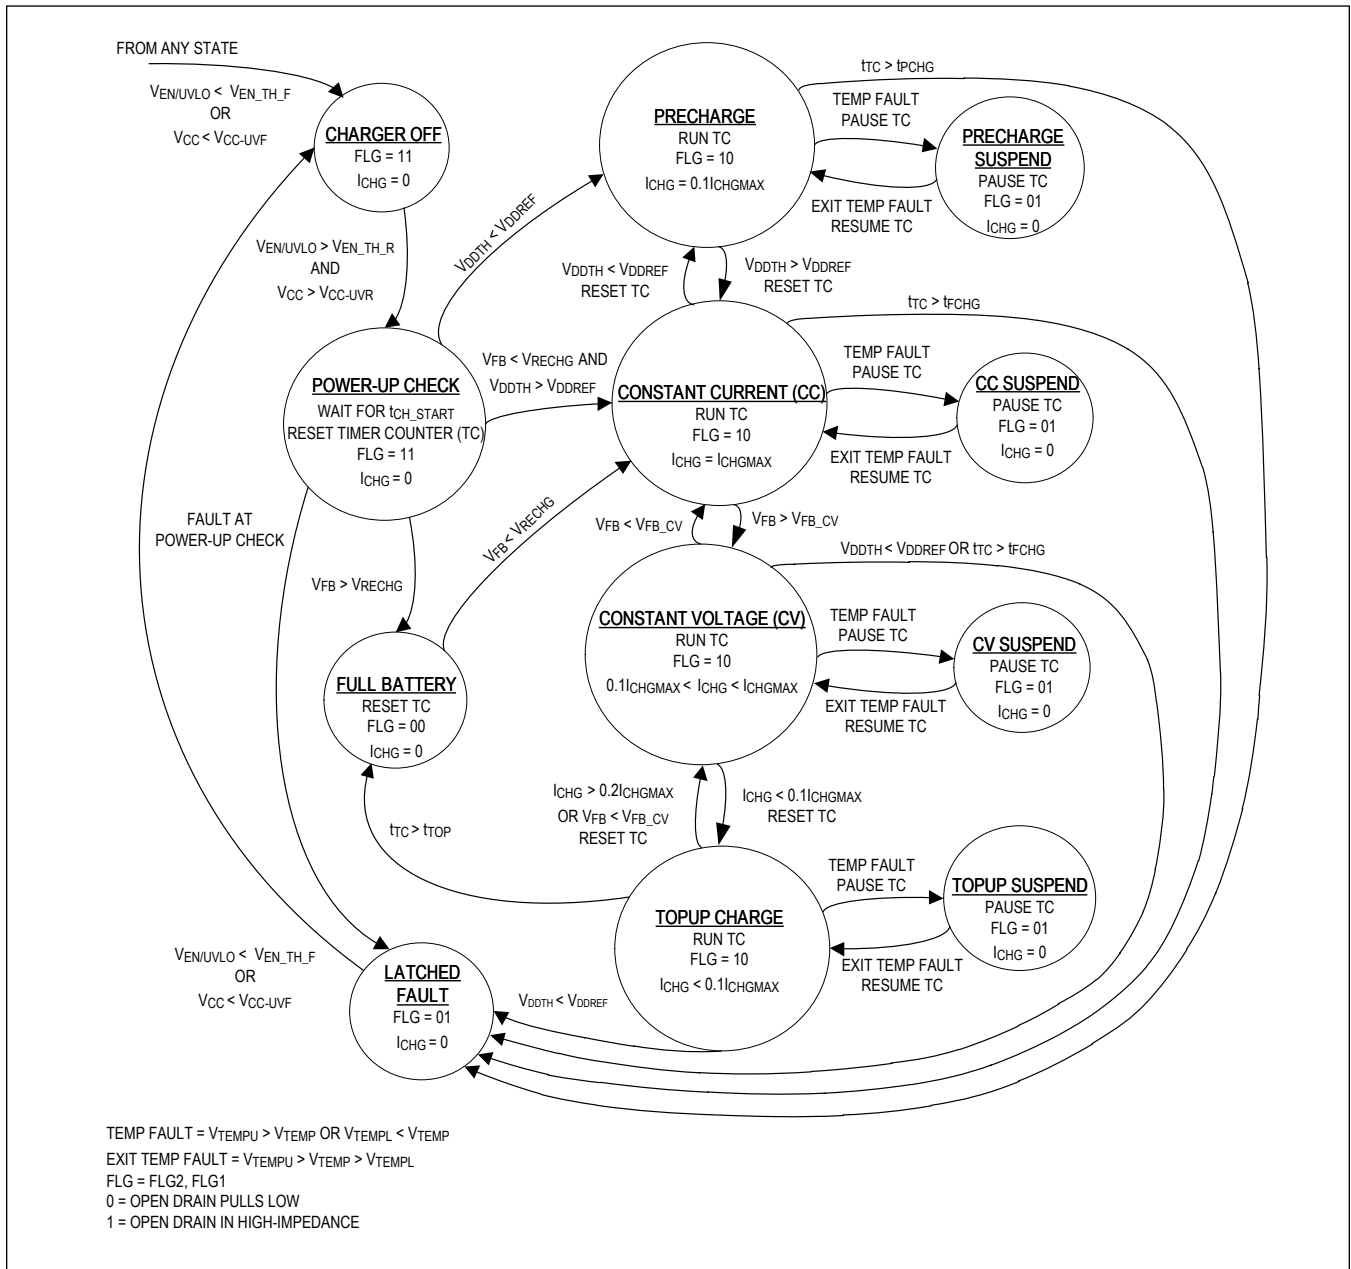 FROM ANY STATE
VEN/UVLO < VEN_TH_F
OR
VCC < VCC-UVF
CHARGER OFF
FLG = 11
ICHG = 0
VEN/UVLO > VEN_TH_R
AND
VCC > VCC-UVR
POWER-UP CHECK
WAIT FOR tCH_START
RESET TIMER COUNTER (TC)
FLG = 11
ICHG = 0
VDDTH < VDDREF
VFB < VRECHG AND
VDDTH > VDDREF
FAULT AT
POWER-UP CHECK
VFB > VRECHG
VFB < VRECHG
FULL BATTERY
RESET TC
FLG = 00
ICHG = 0
tTC > tTOP
VEN/UVLO < VEN_TH_F
OR
VCC < VCC-UVF
LATCHED
FAULT
FLG = 01
ICHG = 0
PRECHARGE
RUN TC
FLG = 10
ICHG = 0.1ICHGMAX
tTC > tPCHG
TEMP FAULT
PAUSE TC
EXIT TEMP FAULT
RESUME TC
PRECHARGE
SUSPEND
PAUSE TC
FLG = 01
ICHG = 0
VDDTH < VDDREF
RESET TC
VDDTH > VDDREF
RESET TC
CONSTANT CURRENT (CC)
RUN TC
FLG = 10
ICHG = ICHGMAX
tTC > tFCHG
TEMP FAULT
PAUSE TC
EXIT TEMP FAULT
RESUME TC
CC SUSPEND
PAUSE TC
FLG = 01
ICHG = 0
VFB < VFB_CV
VFB > VFB_CV
CONSTANT VOLTAGE (CV)
RUN TC
FLG = 10
0.1ICHGMAX < ICHG < ICHGMAX
VDDTH < VDDREF OR tTC > tFCHG
TEMP FAULT
PAUSE TC
EXIT TEMP FAULT
RESUME TC
CV SUSPEND
PAUSE TC
FLG = 01
ICHG = 0
ICHG > 0.2ICHGMAX
OR VFB < VFB_CV
RESET TC
ICHG < 0.1ICHGMAX
RESET TC
TOPUP CHARGE
RUN TC
FLG = 10
ICHG < 0.1ICHGMAX
TEMP FAULT
PAUSE TC
EXIT TEMP FAULT
RESUME TC
TOPUP SUSPEND
PAUSE TC
FLG = 01
ICHG = 0
VDDTH < VDDREF
TEMP FAULT = VTEMPU > VTEMP OR VTEMPL < VTEMP
EXIT TEMP FAULT = VTEMPU > VTEMP > VTEMPL
FLG = FLG2, FLG1
0 = OPEN DRAIN PULLS LOW
1 = OPEN DRAIN IN HIGH-IMPEDANCE